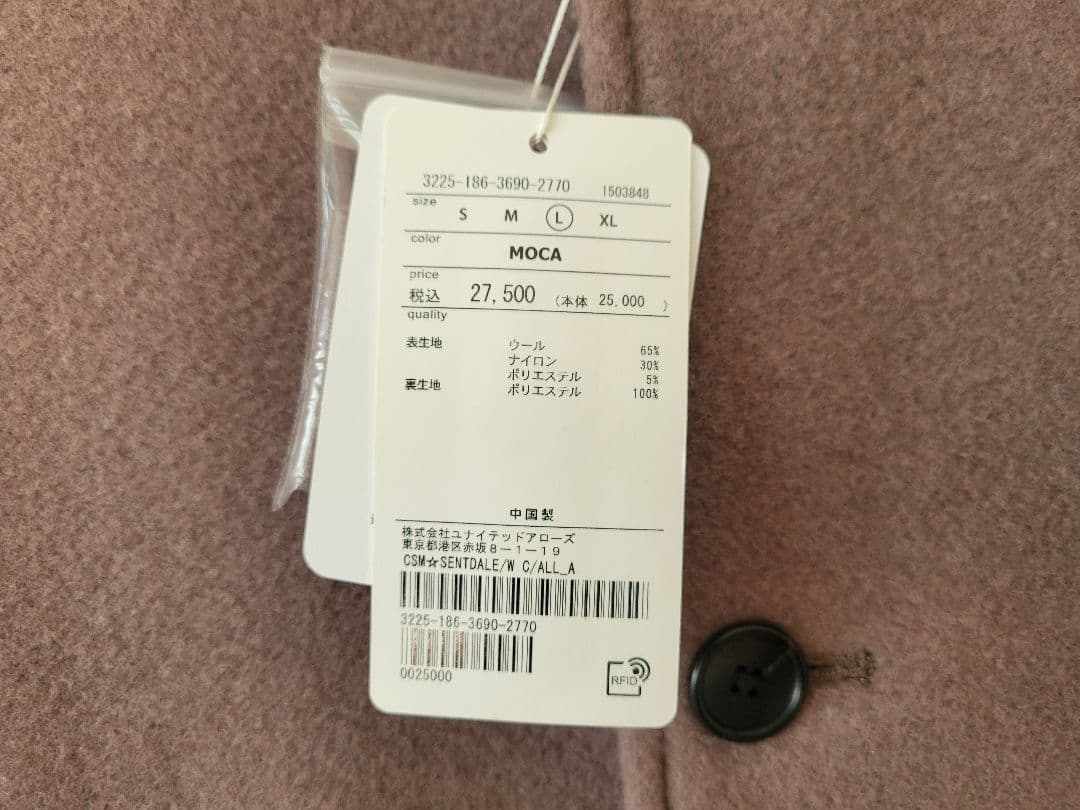 3225-186-3690-2770 1503848
size
S M L XL
color
MOCA
price
税込 27,500 (本体 25,000 )
quality
表生地 ウール 65%
ナイロン 30%
ポリエステル 5%
裏生地 ポリエステル 100%
中国製
株式会社ユナイテッドアローズ
東京都港区赤坂8-1-19
CSM☆SENTDALE/W C/ALL_A
3225-186-3690-2770
0025000
RFID